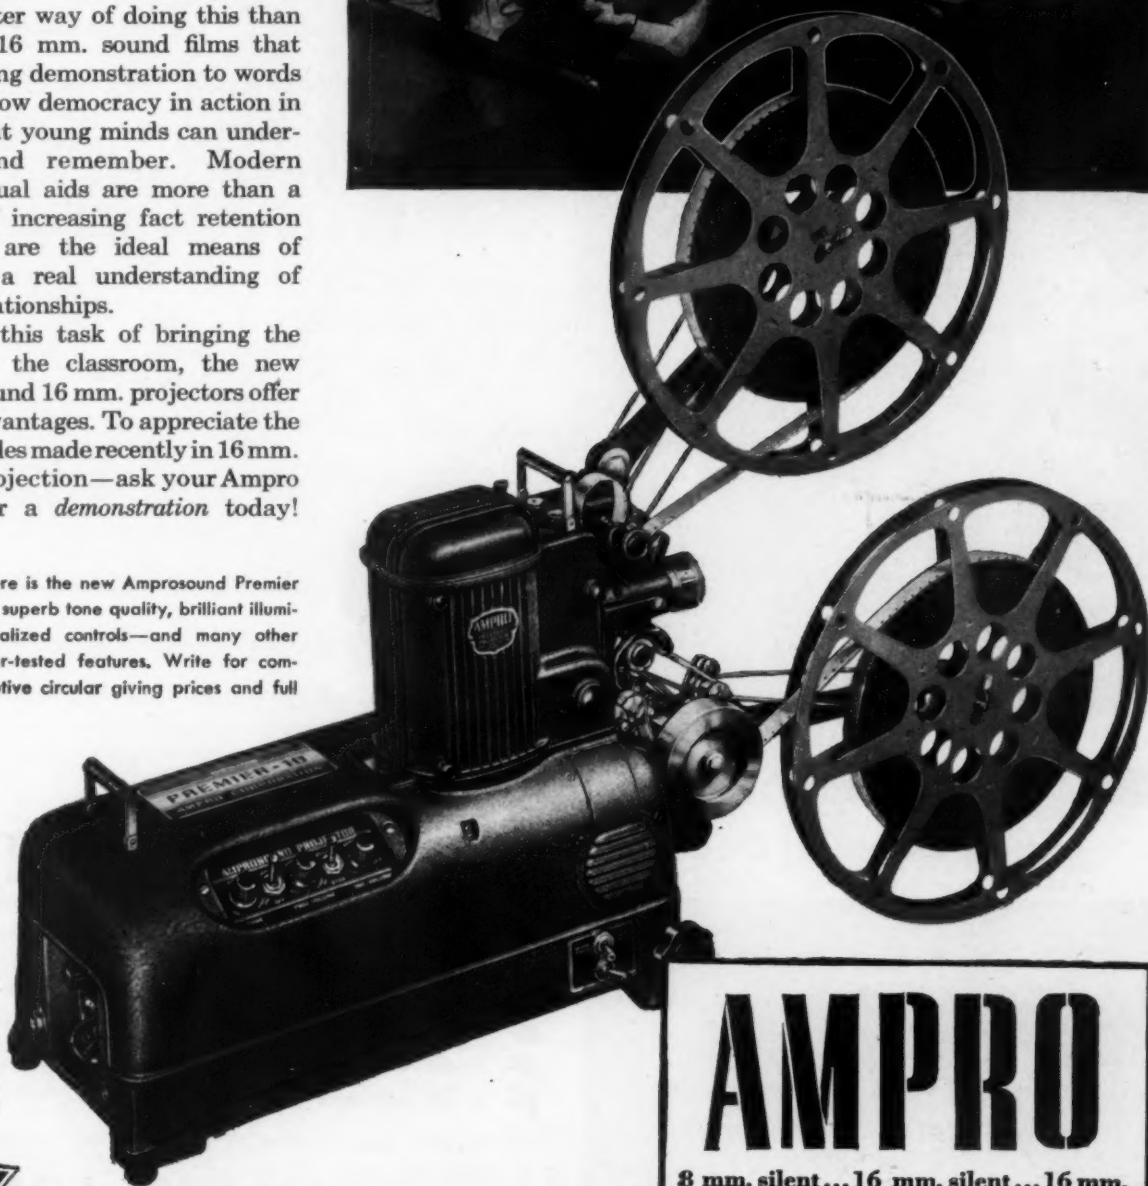 ter way of doing this than
16 mm. sound films that
ng demonstration to words
ow democracy in action in
t young minds can under-
nd remember. Modern
ual aids are more than a
increasing fact retention
are the ideal means of
a real understanding of
ationships.
this task of bringing the
the classroom, the new
und 16 mm. projectors offer
vantages. To appreciate the
des made recently in 16 mm.
ojection—ask your Ampro
r a demonstration today!
re is the new Amprosound Premier
superb tone quality, brilliant illumi-
alized controls—and many other
r-tested features. Write for com-
tive circular giving prices and full
AMPRO
PREMIER-10
AMPRO CORPORATION
AMPROSOUND PROJECTOR
AMPRO
8 mm. silent...16 mm. silent...16 mm.